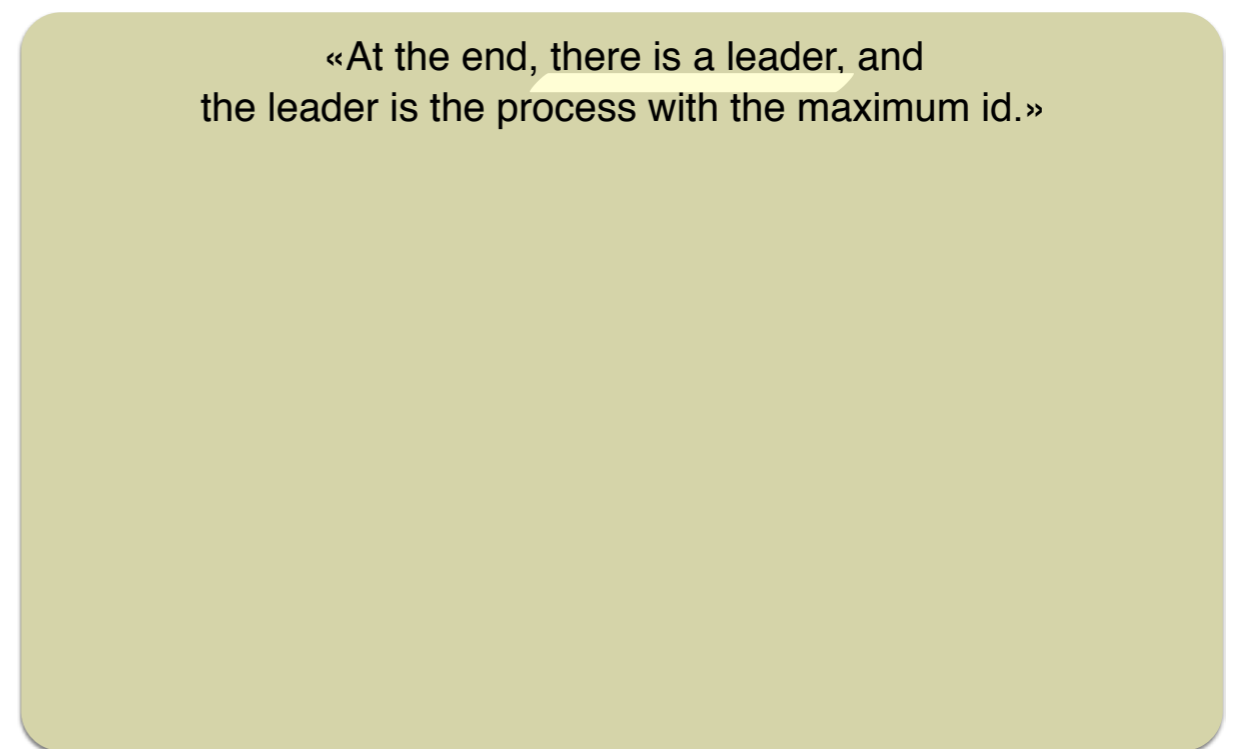 «At the end, there is a leader, and
the leader is the process with the maximum id.»